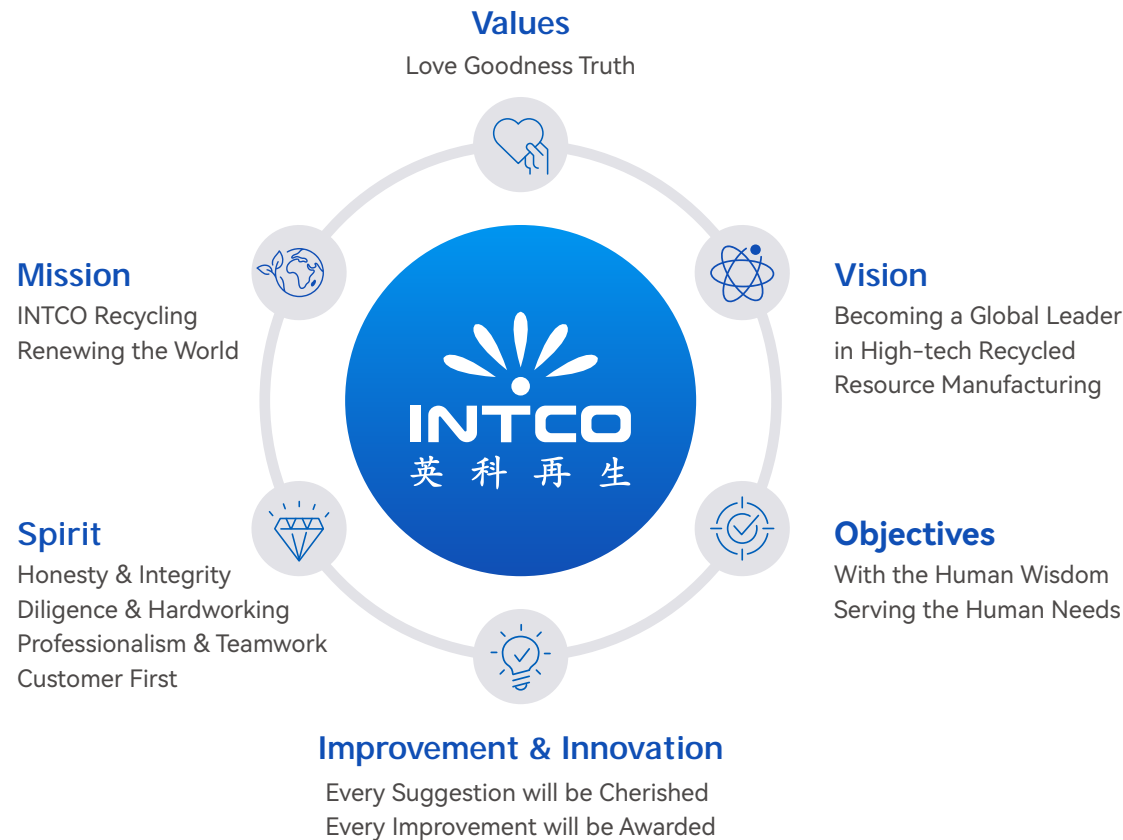 Values
Love Goodness Truth
Mission
INTCO Recycling
Renewing the World
Vision
Becoming a Global Leader
in High-tech Recycled
Resource Manufacturing
INTCO
英科再生
Spirit
Honesty & Integrity
Diligence & Hardworking
Professionalism & Teamwork
Customer First
Objectives
With the Human Wisdom
Serving the Human Needs
Improvement & Innovation
Every Suggestion will be Cherished
Every Improvement will be Awarded